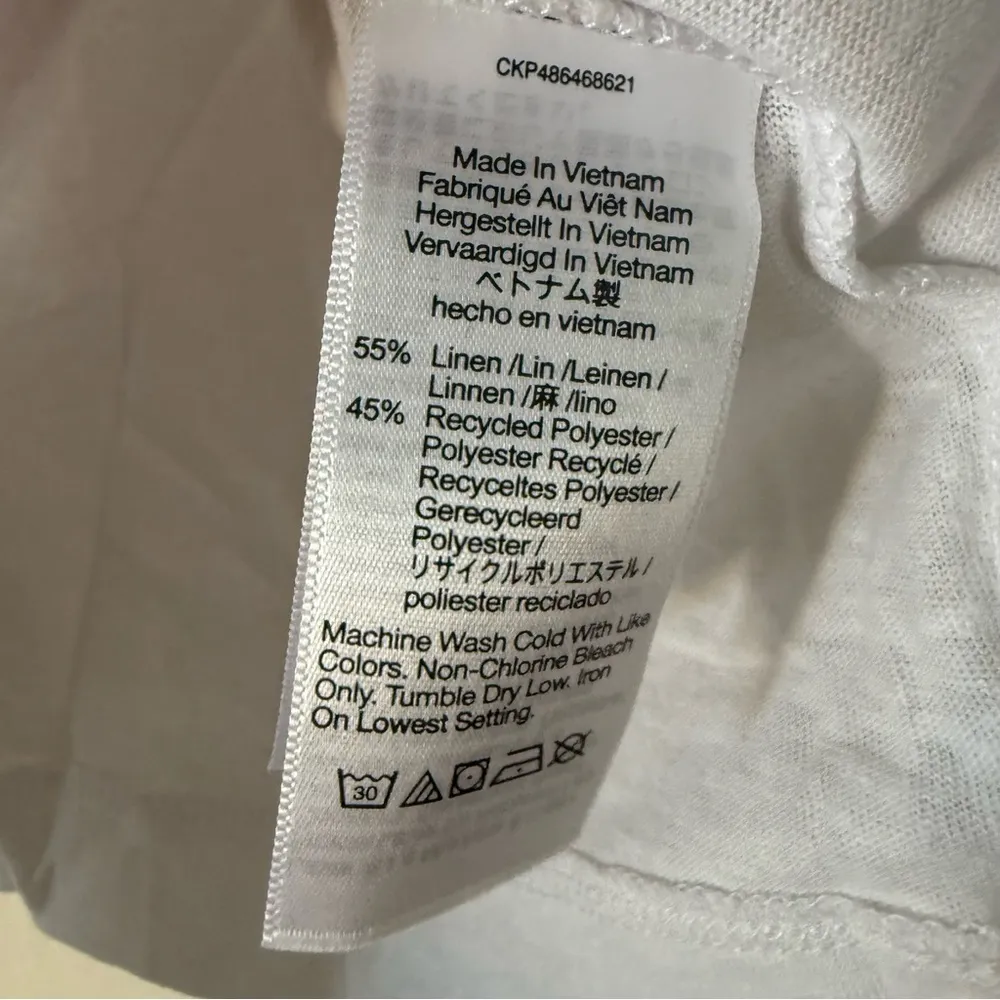 CKP486468621
Made In Vietnam
Fabriqué Au Viêt Nam
Hergestellt In Vietnam
Vervaardigd In Vietnam
ベトナム製
hecho en vietnam
55% Linen /Lin /Leinen /
Linnen /麻 /lino
45% Recycled Polyester /
Polyester Recyclé /
Recyceltes Polyester /
Gerecycleerd
Polyester /
リサイクルポリエステル /
poliester reciclado
Machine Wash Cold With Like
Colors. Non-Chlorine Bleach
Only. Tumble Dry Low. Iron
On Lowest Setting.
30